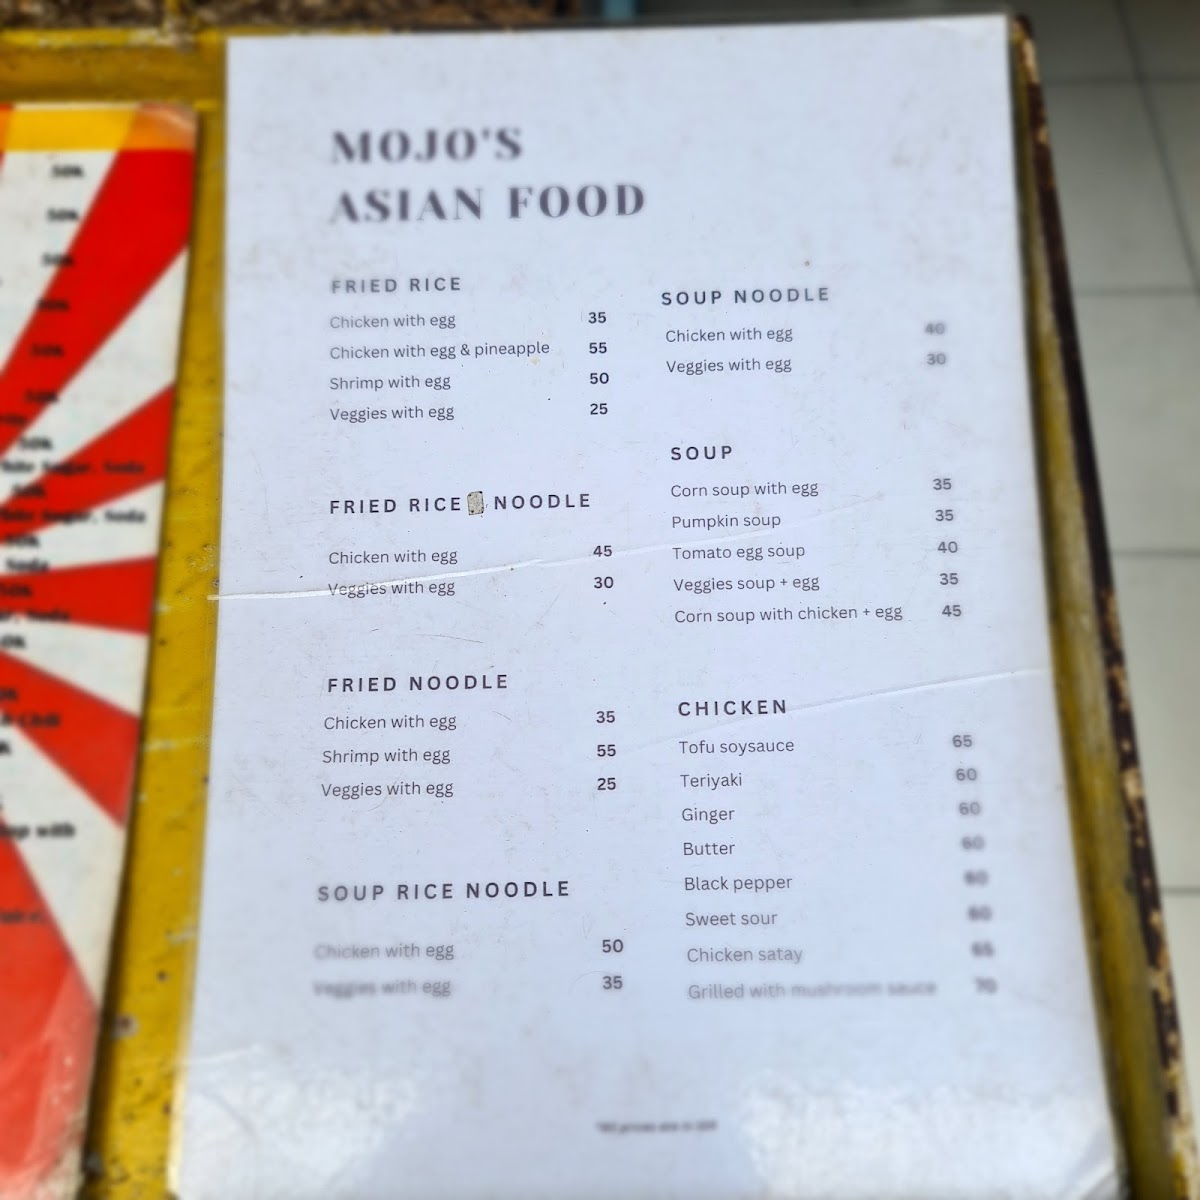 MOJO'S
ASIAN FOOD
FRIED RICE
Chicken with egg 35
Chicken with egg & pineapple 55
Shrimp with egg 50
Veggies with egg 25
FRIED RICE NOODLE
Chicken with egg 45
Veggies with egg 30
FRIED NOODLE
Chicken with egg 35
Shrimp with egg 55
Veggies with egg 25
SOUP RICE NOODLE
Chicken with egg 50
Veggies with egg 35
SOUP NOODLE
Chicken with egg 40
Veggies with egg 30
SOUP
Corn soup with egg 35
Pumpkin soup 35
Tomato egg soup 40
Veggies soup + egg 35
Corn soup with chicken + egg 45
CHICKEN
Tofu soysauce 65
Teriyaki 60
Ginger 60
Butter 60
Black pepper 60
Sweet sour 60
Chicken satay 65
Grilled with mushroom sauce 70